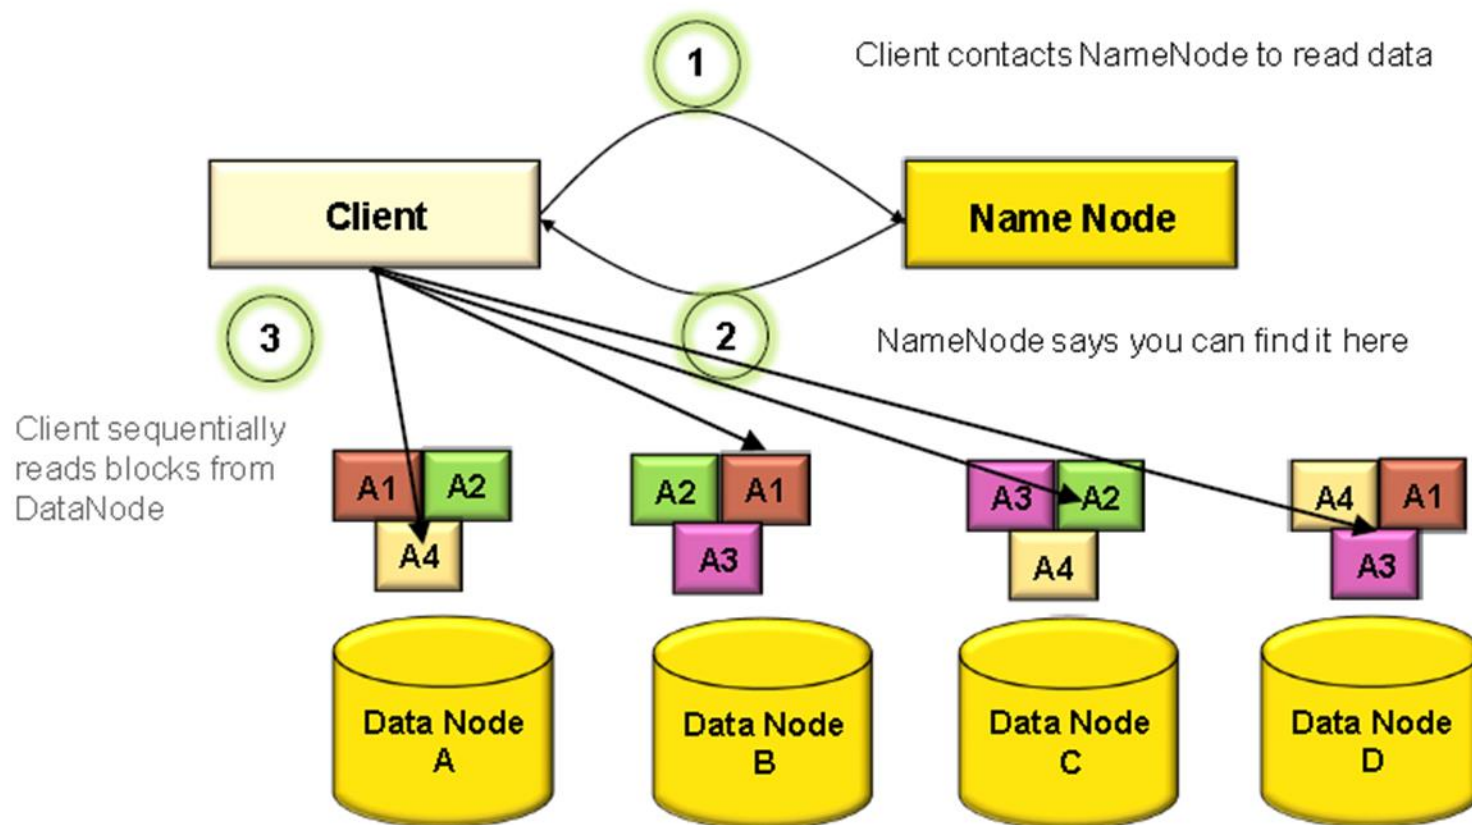 1
Client contacts NameNode to read data
Client
Name Node
3
2
NameNode says you can find it here
Client sequentially
reads blocks from
DataNode
A1
A2
A4
A2
A1
A3
A3
A2
A4
A4
A1
A3
Data Node
A
Data Node
B
Data Node
C
Data Node
D